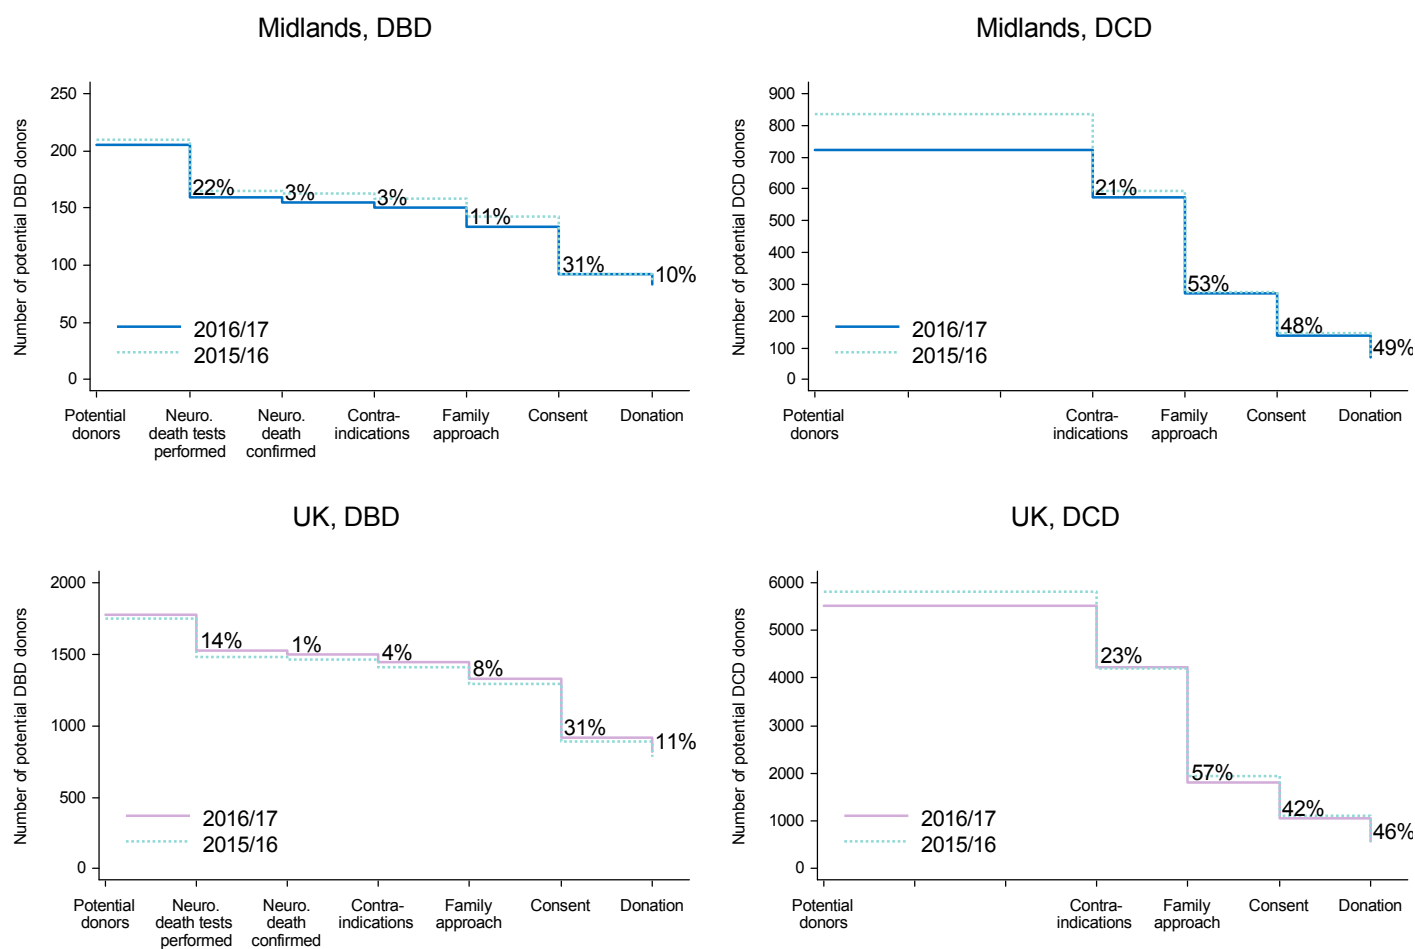 Midlands, DBD
Number of potential DBD donors
250
200
150
100
50
0
22%
3%
3%
11%
31%
10%
2016/17
2015/16
Potential
donors
Neuro.
death tests
performed
Neuro.
death
confirmed
Contra-
indications
Family
approach
Consent
Donation
Midlands, DCD
Number of potential DCD donors
900
800
700
600
500
400
300
200
100
0
21%
53%
48%
49%
2016/17
2015/16
Potential
donors
Contra-
indications
Family
approach
Consent
Donation
UK, DBD
Number of potential DBD donors
2000
1500
1000
500
0
14%
1%
4%
8%
31%
11%
2016/17
2015/16
Potential
donors
Neuro.
death tests
performed
Neuro.
death
confirmed
Contra-
indications
Family
approach
Consent
Donation
UK, DCD
Number of potential DCD donors
6000
5000
4000
3000
2000
1000
0
23%
57%
42%
46%
2016/17
2015/16
Potential
donors
Contra-
indications
Family
approach
Consent
Donation